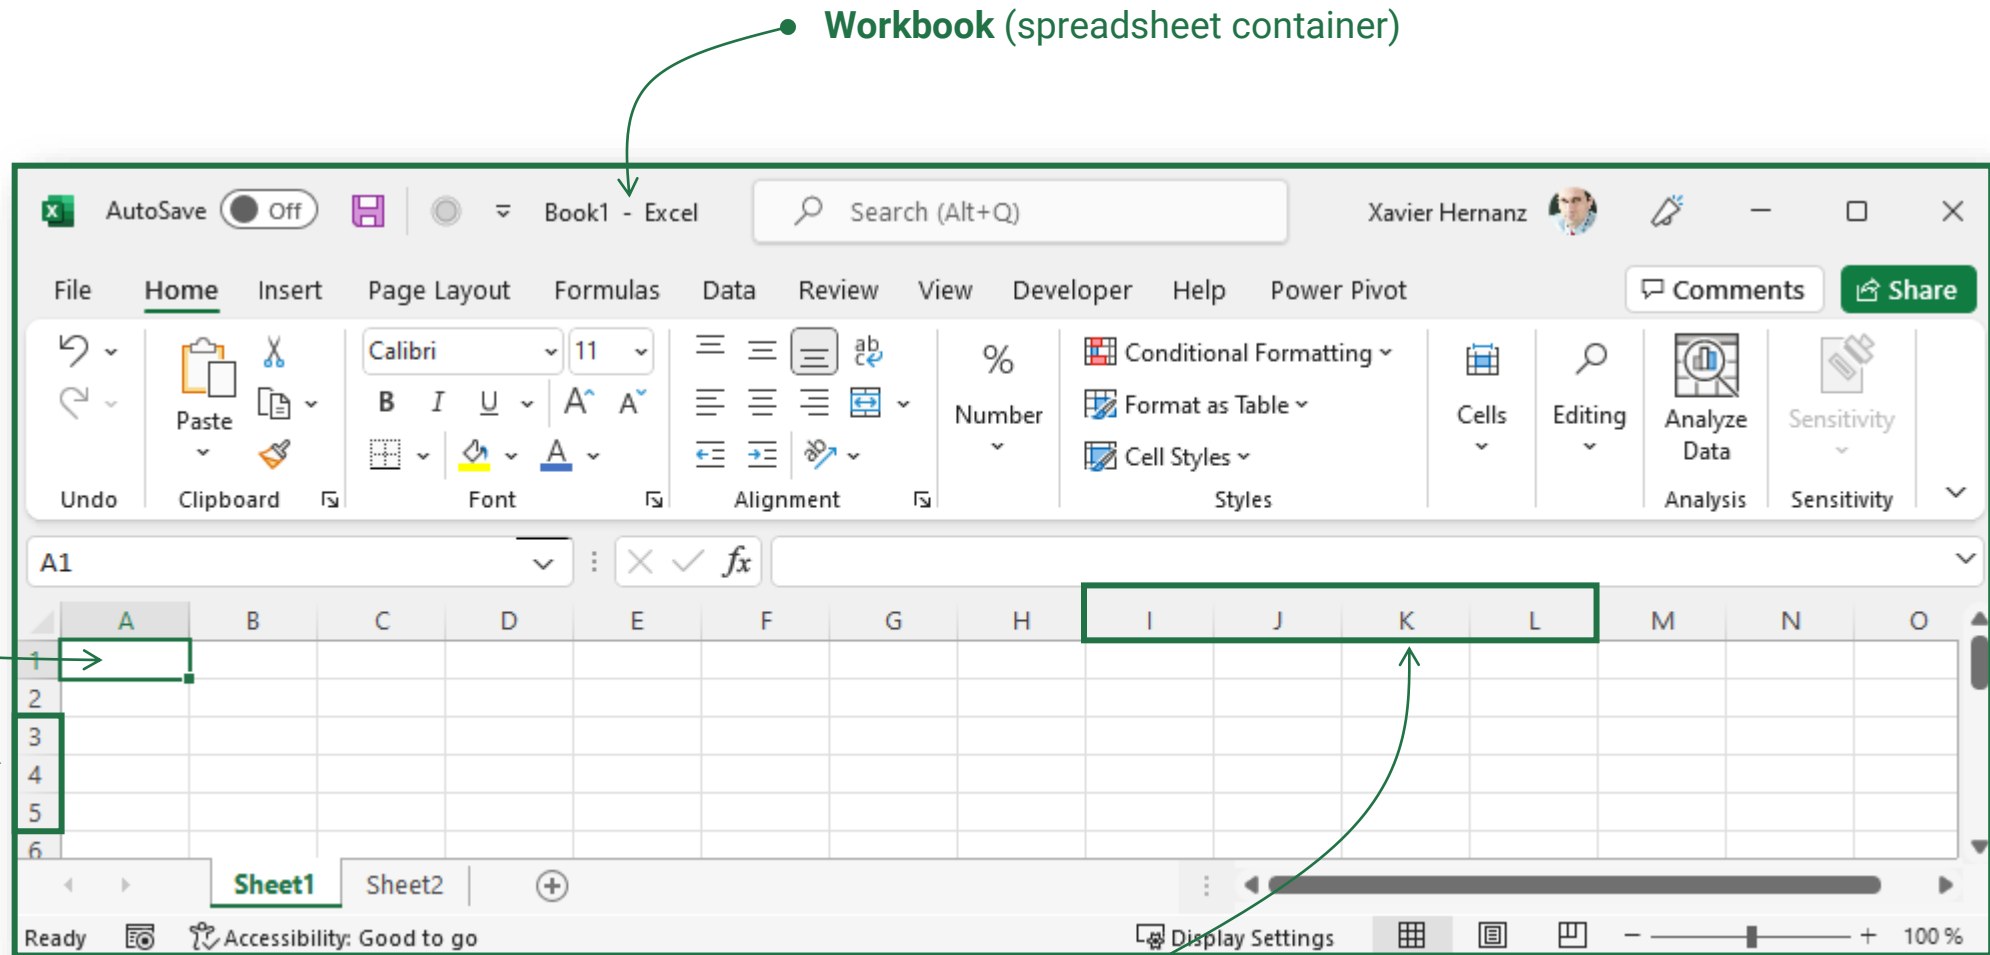 Workbook (spreadsheet container)
AutoSave Off Book1 - Excel Search (Alt+Q) Xavier Hernanz
File Home Insert Page Layout Formulas Data Review View Developer Help Power Pivot Comments Share
Calibri 11 ab c % Conditional Formatting
Paste B I U A A Number Format as Table Cells Editing Analyze Data Sensitivity
A ab Cell Styles
Undo Clipboard Font Alignment Styles Analysis Sensitivity
A1 fx
A B C D E F G H I J K L M N O
1
2
3
4
5
6
Sheet1 Sheet2
Ready Accessibility: Good to go Display Settings 100 %